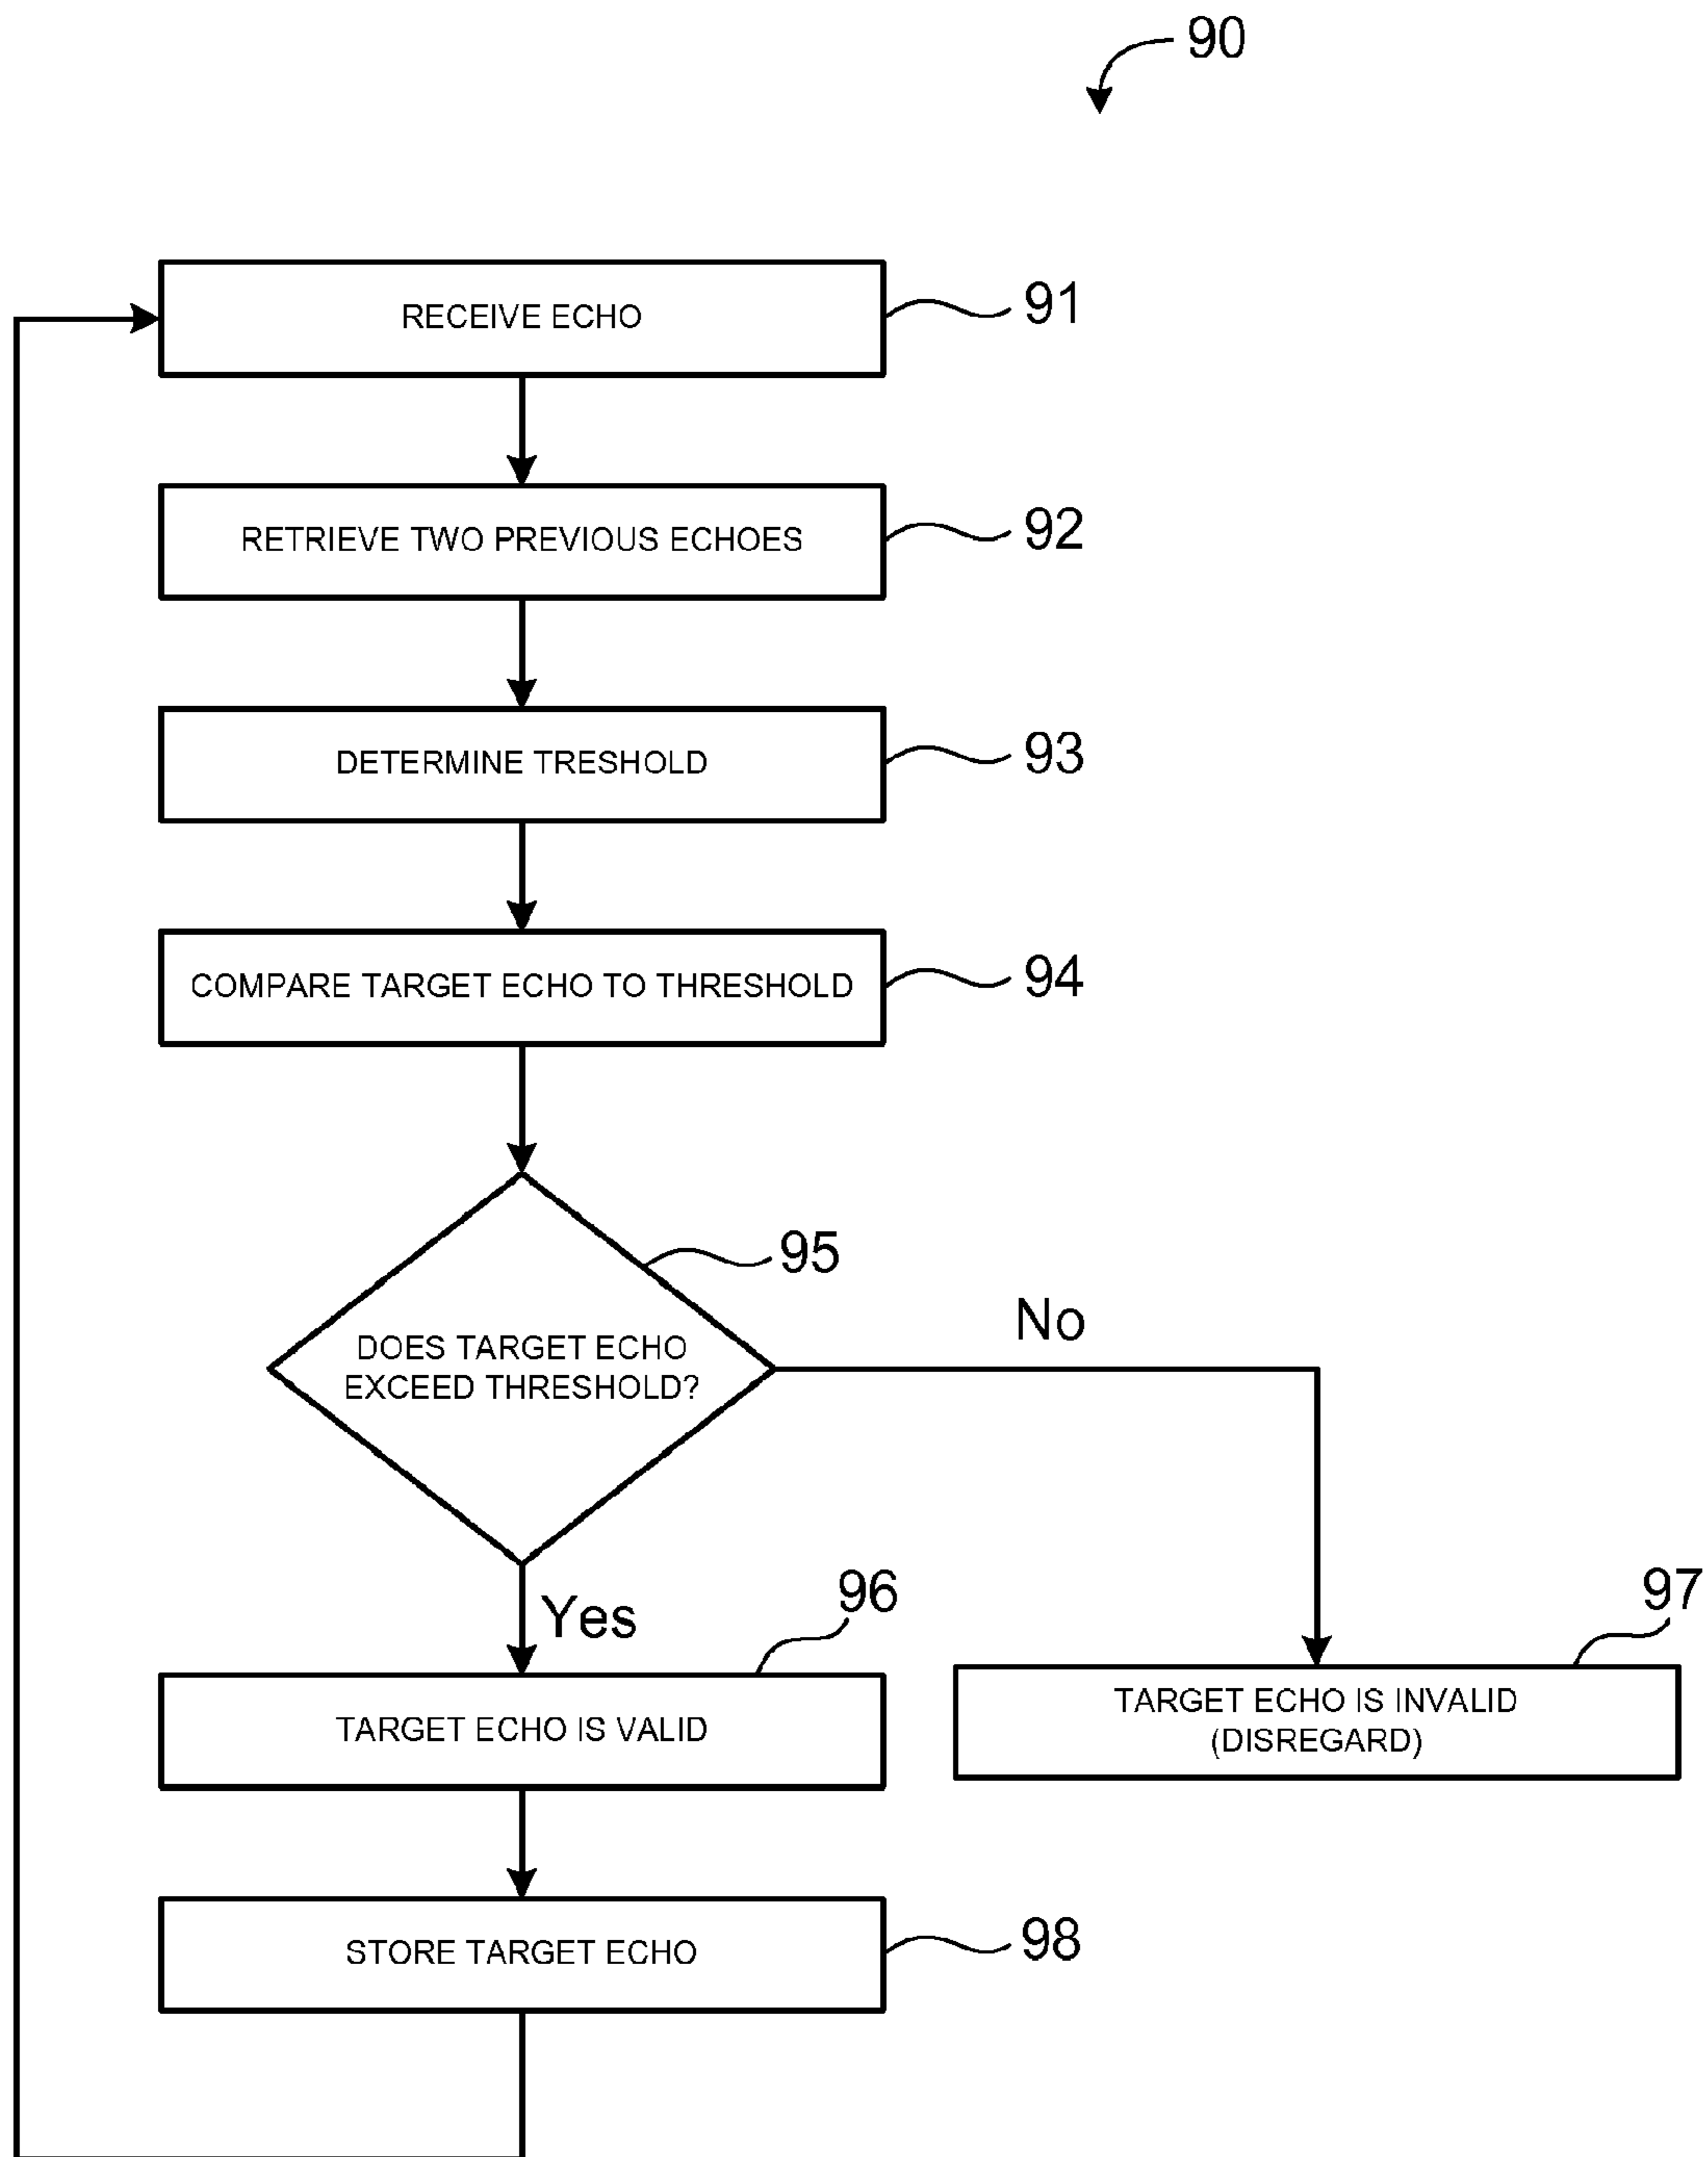 90
RECEIVE ECHO
91
RETRIEVE TWO PREVIOUS ECHOES
92
DETERMINE TRESHOLD
93
COMPARE TARGET ECHO TO THRESHOLD
94
95
DOES TARGET ECHO
EXCEED THRESHOLD?
No
Yes
96
97
TARGET ECHO IS VALID
TARGET ECHO IS INVALID
(DISREGARD)
STORE TARGET ECHO
98